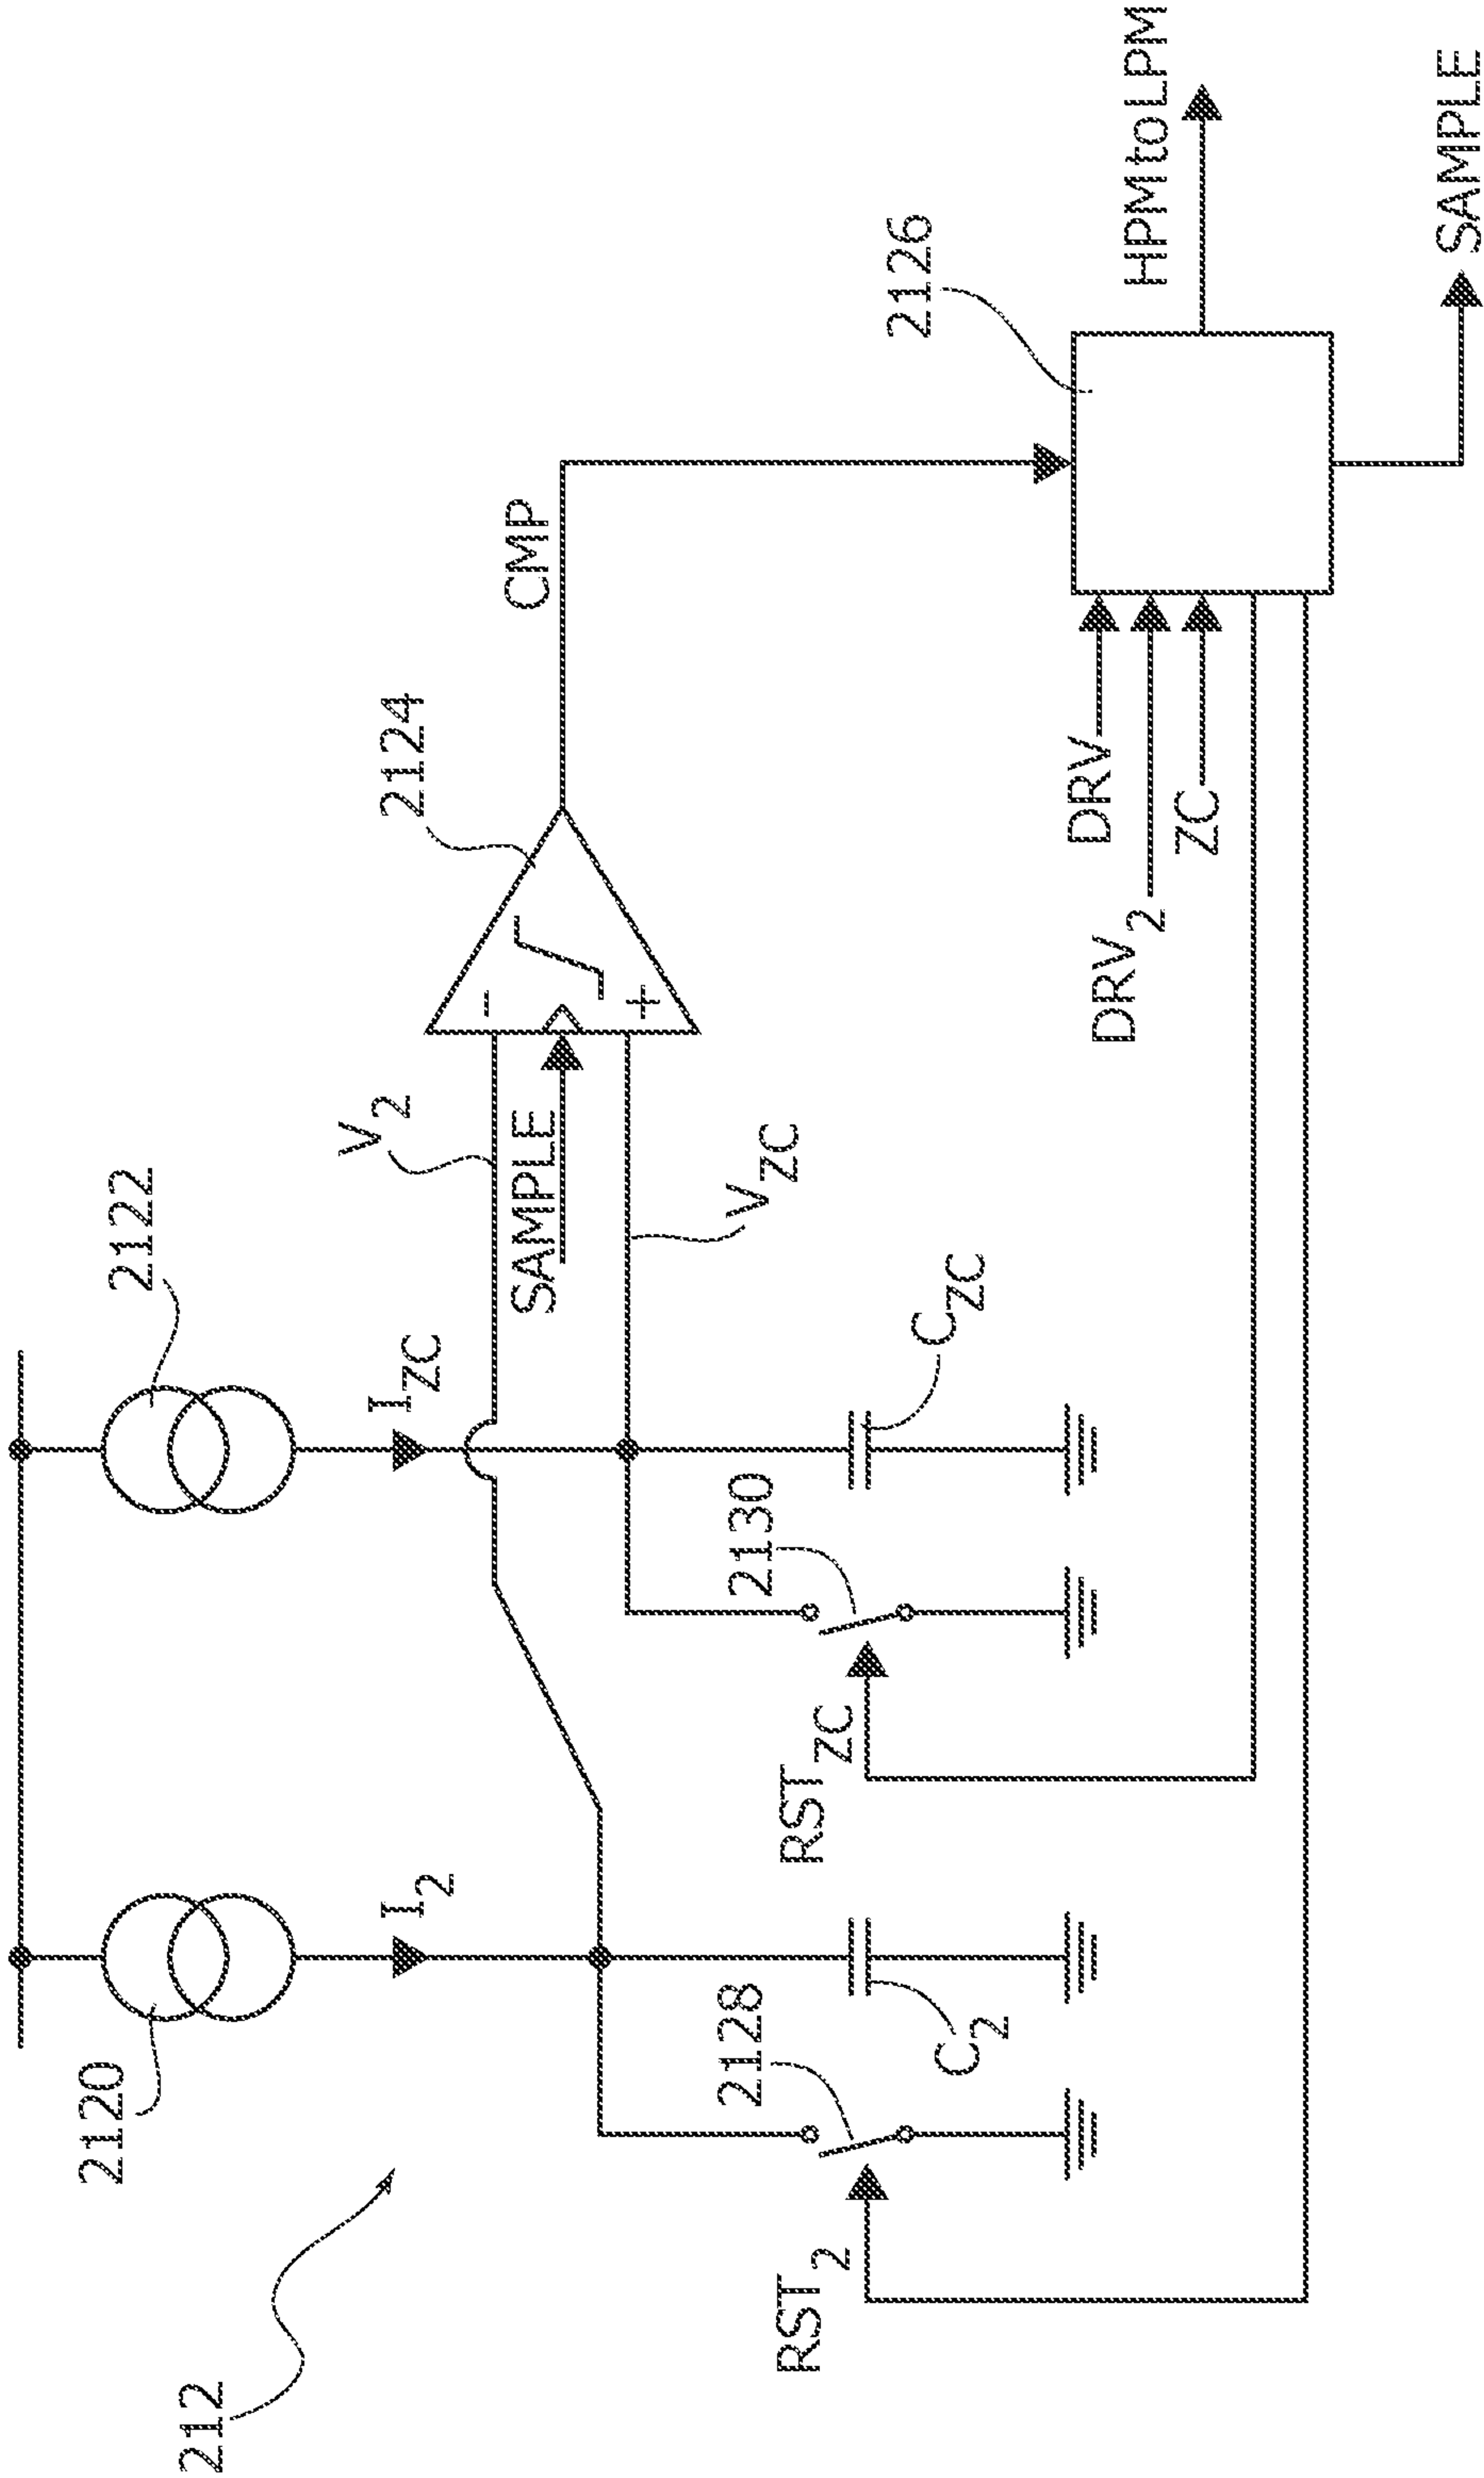 212
2120
I2
2122
IZC
V2
SAMPLE
VZC
-
+
2124
CMP
2126
HPMtoLPM
SAMPLE
DRV
DRV2
ZC
RST2
2128
C2
RSTZC
2130
CZC